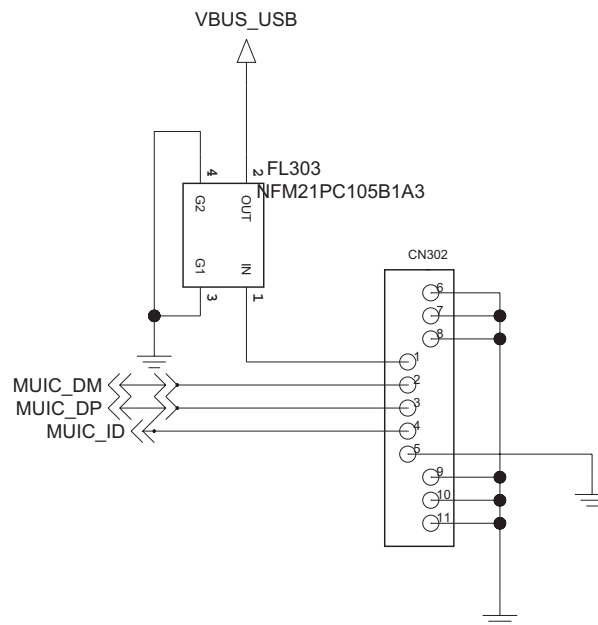 VBUS_USB
FL303
NFM21PC105B1A3
4
2
G2
OUT
G1
IN
3
1
CN302
6
7
8
1
2
3
4
5
9
10
11
MUIC_DM
MUIC_DP
MUIC_ID